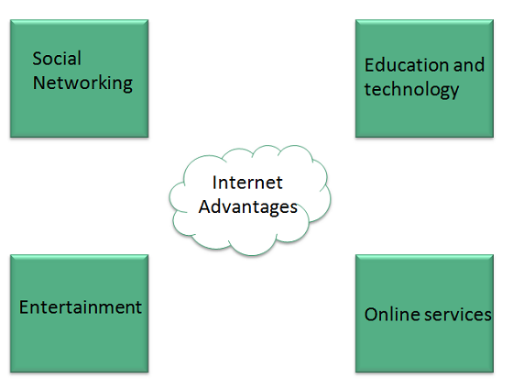 Social
Networking
Education and
technology
Internet
Advantages
Entertainment
Online services